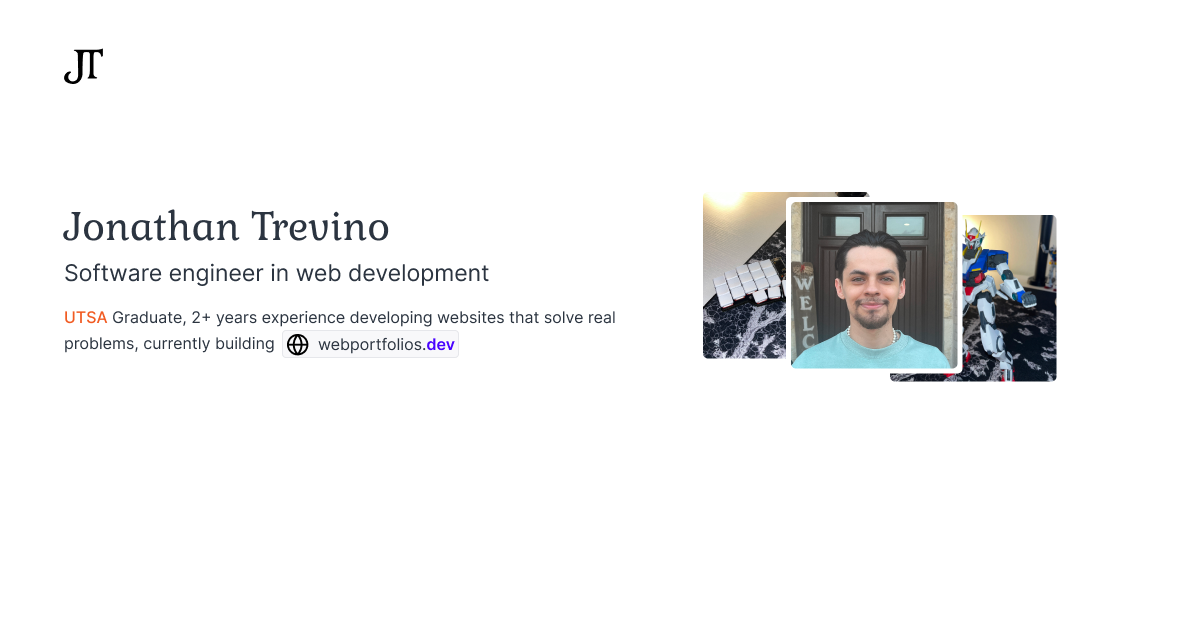 JT
Jonathan Trevino
Software engineer in web development
UTSA Graduate, 2+ years experience developing websites that solve real
problems, currently building webportfolios.dev
WELC